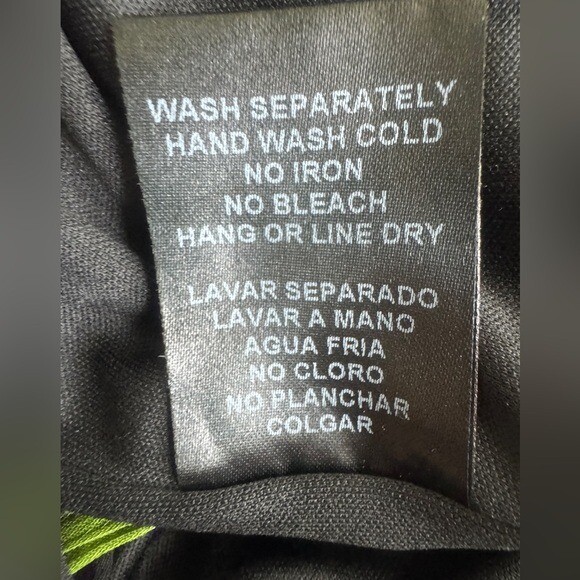 WASH SEPARATELY
HAND WASH COLD
NO IRON
NO BLEACH
HANG OR LINE DRY
LAVAR SEPARADO
LAVAR A MANO
AGUA FRIA
NO CLORO
NO PLANCHAR
COLGAR